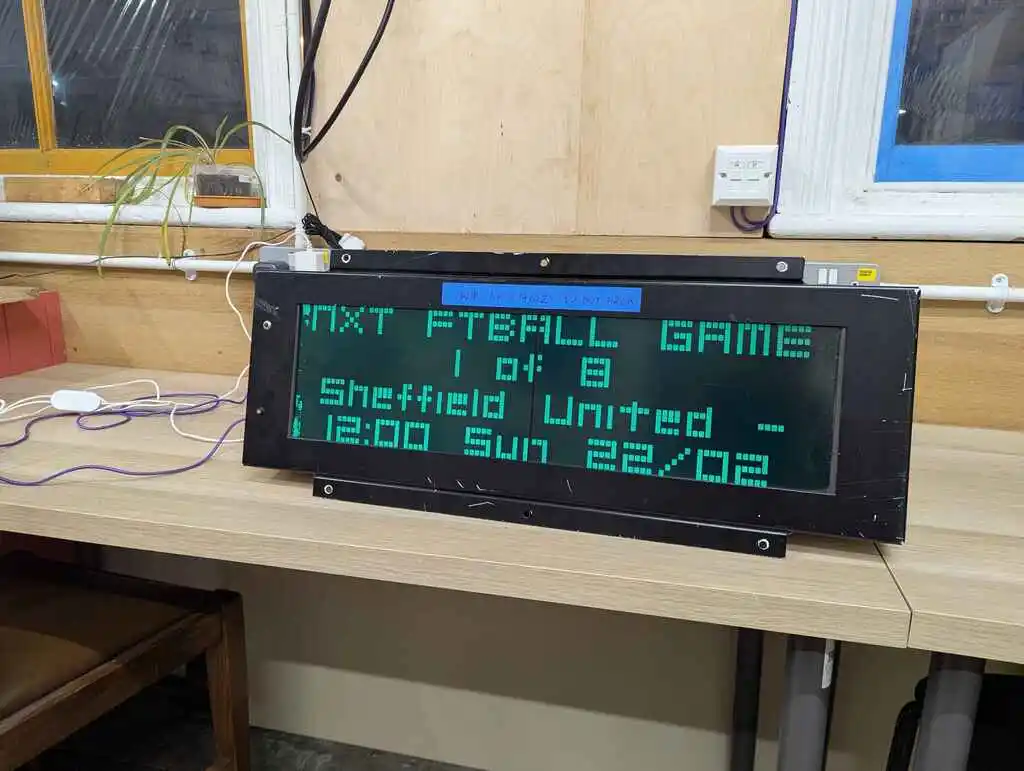 NXT FTBALL GAME
1 of 8
Sheffield United -
12:00 Sun 22/02